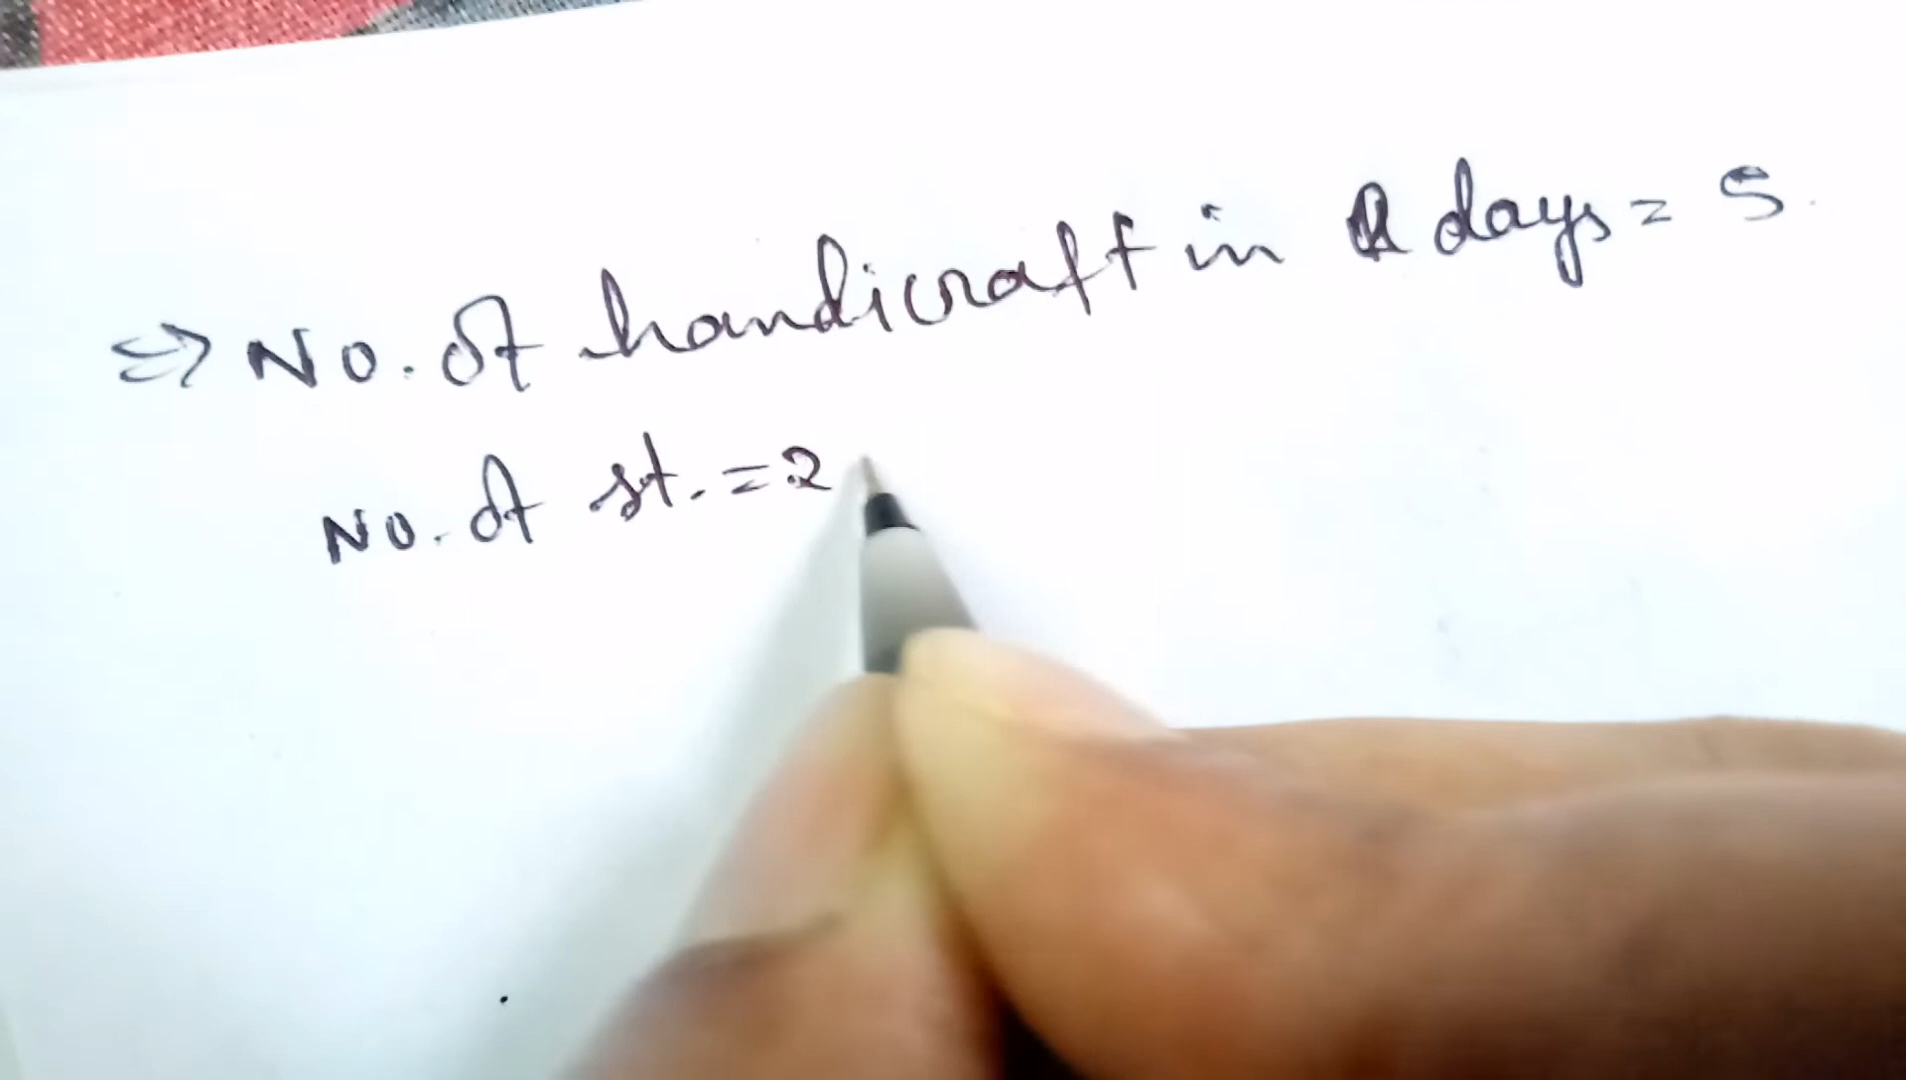 => No. of handicraft in 2 days = 5
No. of st. = 2